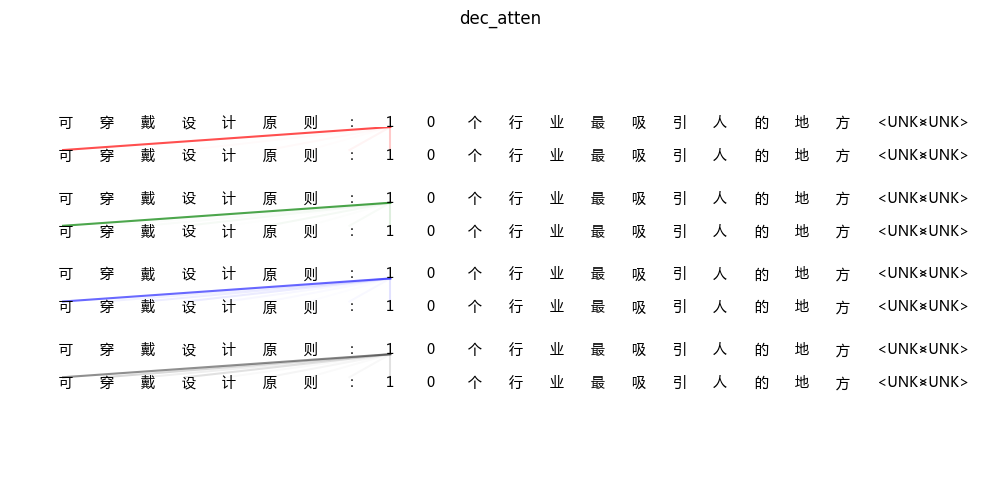 dec_atten
可 穿 戴 设 计 原 则 : 1 0 个 行 业 最 吸 引 人 的 地 方 <UNK><UNK>
可 穿 戴 设 计 原 则 : 1 0 个 行 业 最 吸 引 人 的 地 方 <UNK><UNK>
可 穿 戴 设 计 原 则 : 1 0 个 行 业 最 吸 引 人 的 地 方 <UNK><UNK>
可 穿 戴 设 计 原 则 : 1 0 个 行 业 最 吸 引 人 的 地 方 <UNK><UNK>
可 穿 戴 设 计 原 则 : 1 0 个 行 业 最 吸 引 人 的 地 方 <UNK><UNK>
可 穿 戴 设 计 原 则 : 1 0 个 行 业 最 吸 引 人 的 地 方 <UNK><UNK>
可 穿 戴 设 计 原 则 : 1 0 个 行 业 最 吸 引 人 的 地 方 <UNK><UNK>
可 穿 戴 设 计 原 则 : 1 0 个 行 业 最 吸 引 人 的 地 方 <UNK><UNK>